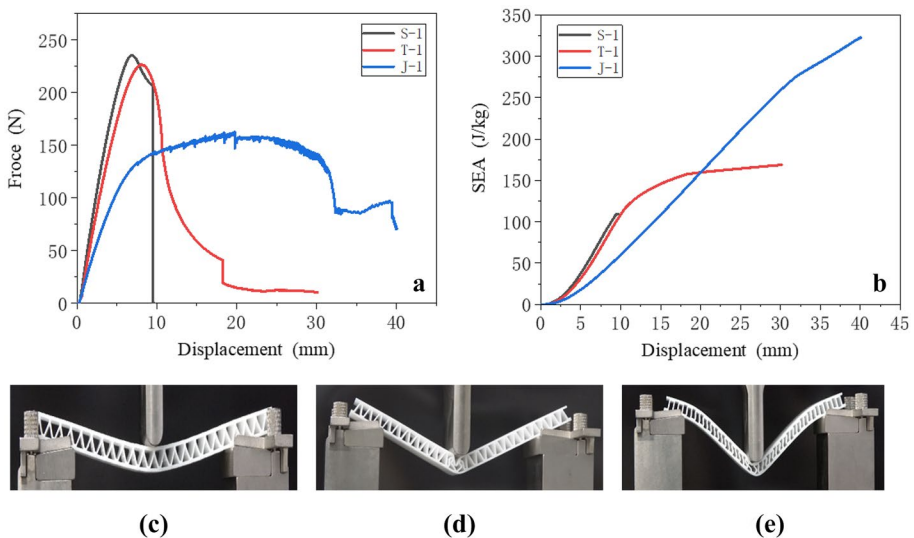 250
200
150
100
50
0
Froce (N)
S-1
T-1
J-1
a
0 10 20 30 40
Displacement (mm)
350
300
250
200
150
100
50
0
SEA (J/kg)
S-1
T-1
J-1
b
0 5 10 15 20 25 30 35 40 45
Displacement (mm)
(c) (d) (e)